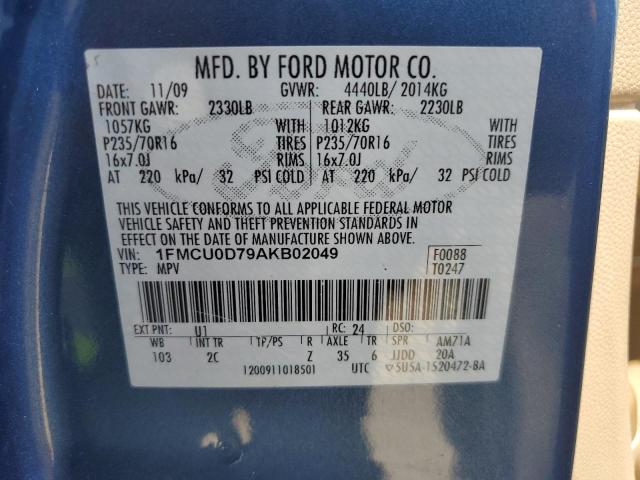 MFD. BY FORD MOTOR CO.
DATE: 11/09 GVWR: 4440LB/ 2014KG
FRONT GAWR: 2330LB REAR GAWR: 2230LB
1057KG WITH 1012KG WITH
P235/70R16 TIRES P235/70R16 TIRES
16x7.0J RIMS 16x7.0J RIMS
AT 220 kPa/ 32 PSI COLD AT 220 kPa/ 32 PSI COLD
Ford
THIS VEHICLE CONFORMS TO ALL APPLICABLE FEDERAL MOTOR
VEHICLE SAFETY AND THEFT PREVENTION STANDARDS IN
EFFECT ON THE DATE OF MANUFACTURE SHOWN ABOVE.
VIN: 1FMCU0D79AKB02049 F0088
TYPE: MPV T0247
EXT PNT: U1 RC: 24 DSO:
WB INT TR TP/PS R AXLE TR SPR AM71A
103 2C Z 35 6 JJDD 20A
1200911018501 UTC ▽5U5A-1520472-BA